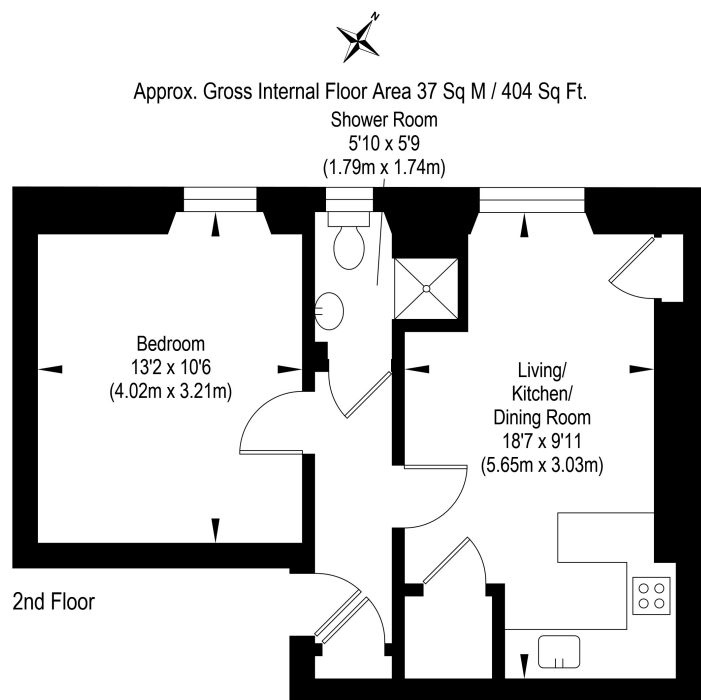 N
Approx. Gross Internal Floor Area 37 Sq M / 404 Sq Ft.
Shower Room
5'10 x 5'9
(1.79m x 1.74m)
Bedroom
13'2 x 10'6
(4.02m x 3.21m)
Living/
Kitchen/
Dining Room
18'7 x 9'11
(5.65m x 3.03m)
2nd Floor